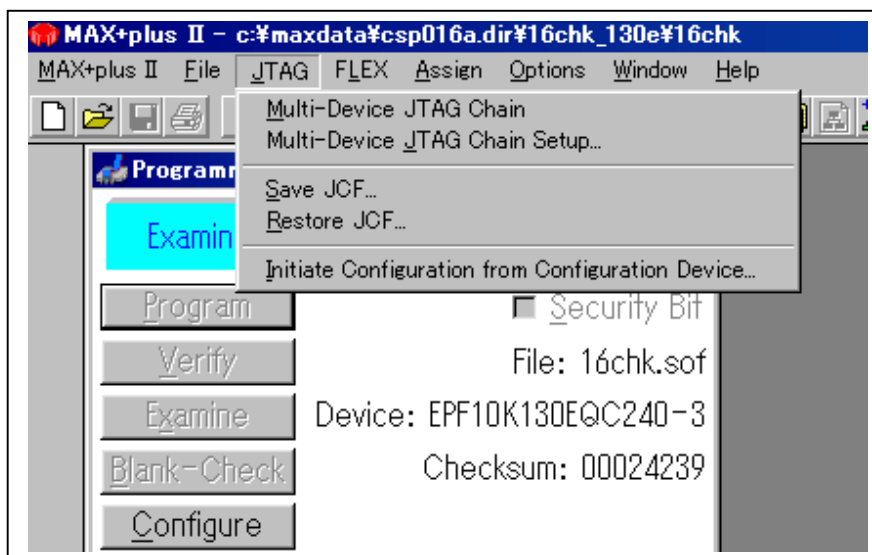 MAX+plus II - c:¥maxdata¥csp016a.dir¥16chk_130e¥16chk
MAX+plus II File JTAG FLEX Assign Options Window Help
Multi-Device JTAG Chain
Multi-Device JTAG Chain Setup...
Save JCF...
Restore JCF...
Initiate Configuration from Configuration Device...
Programr
Examin
Program
Security Bit
Verify
File: 16chk.sof
Examine
Device: EPF10K130EQC240-3
Blank-Check
Checksum: 00024239
Configure